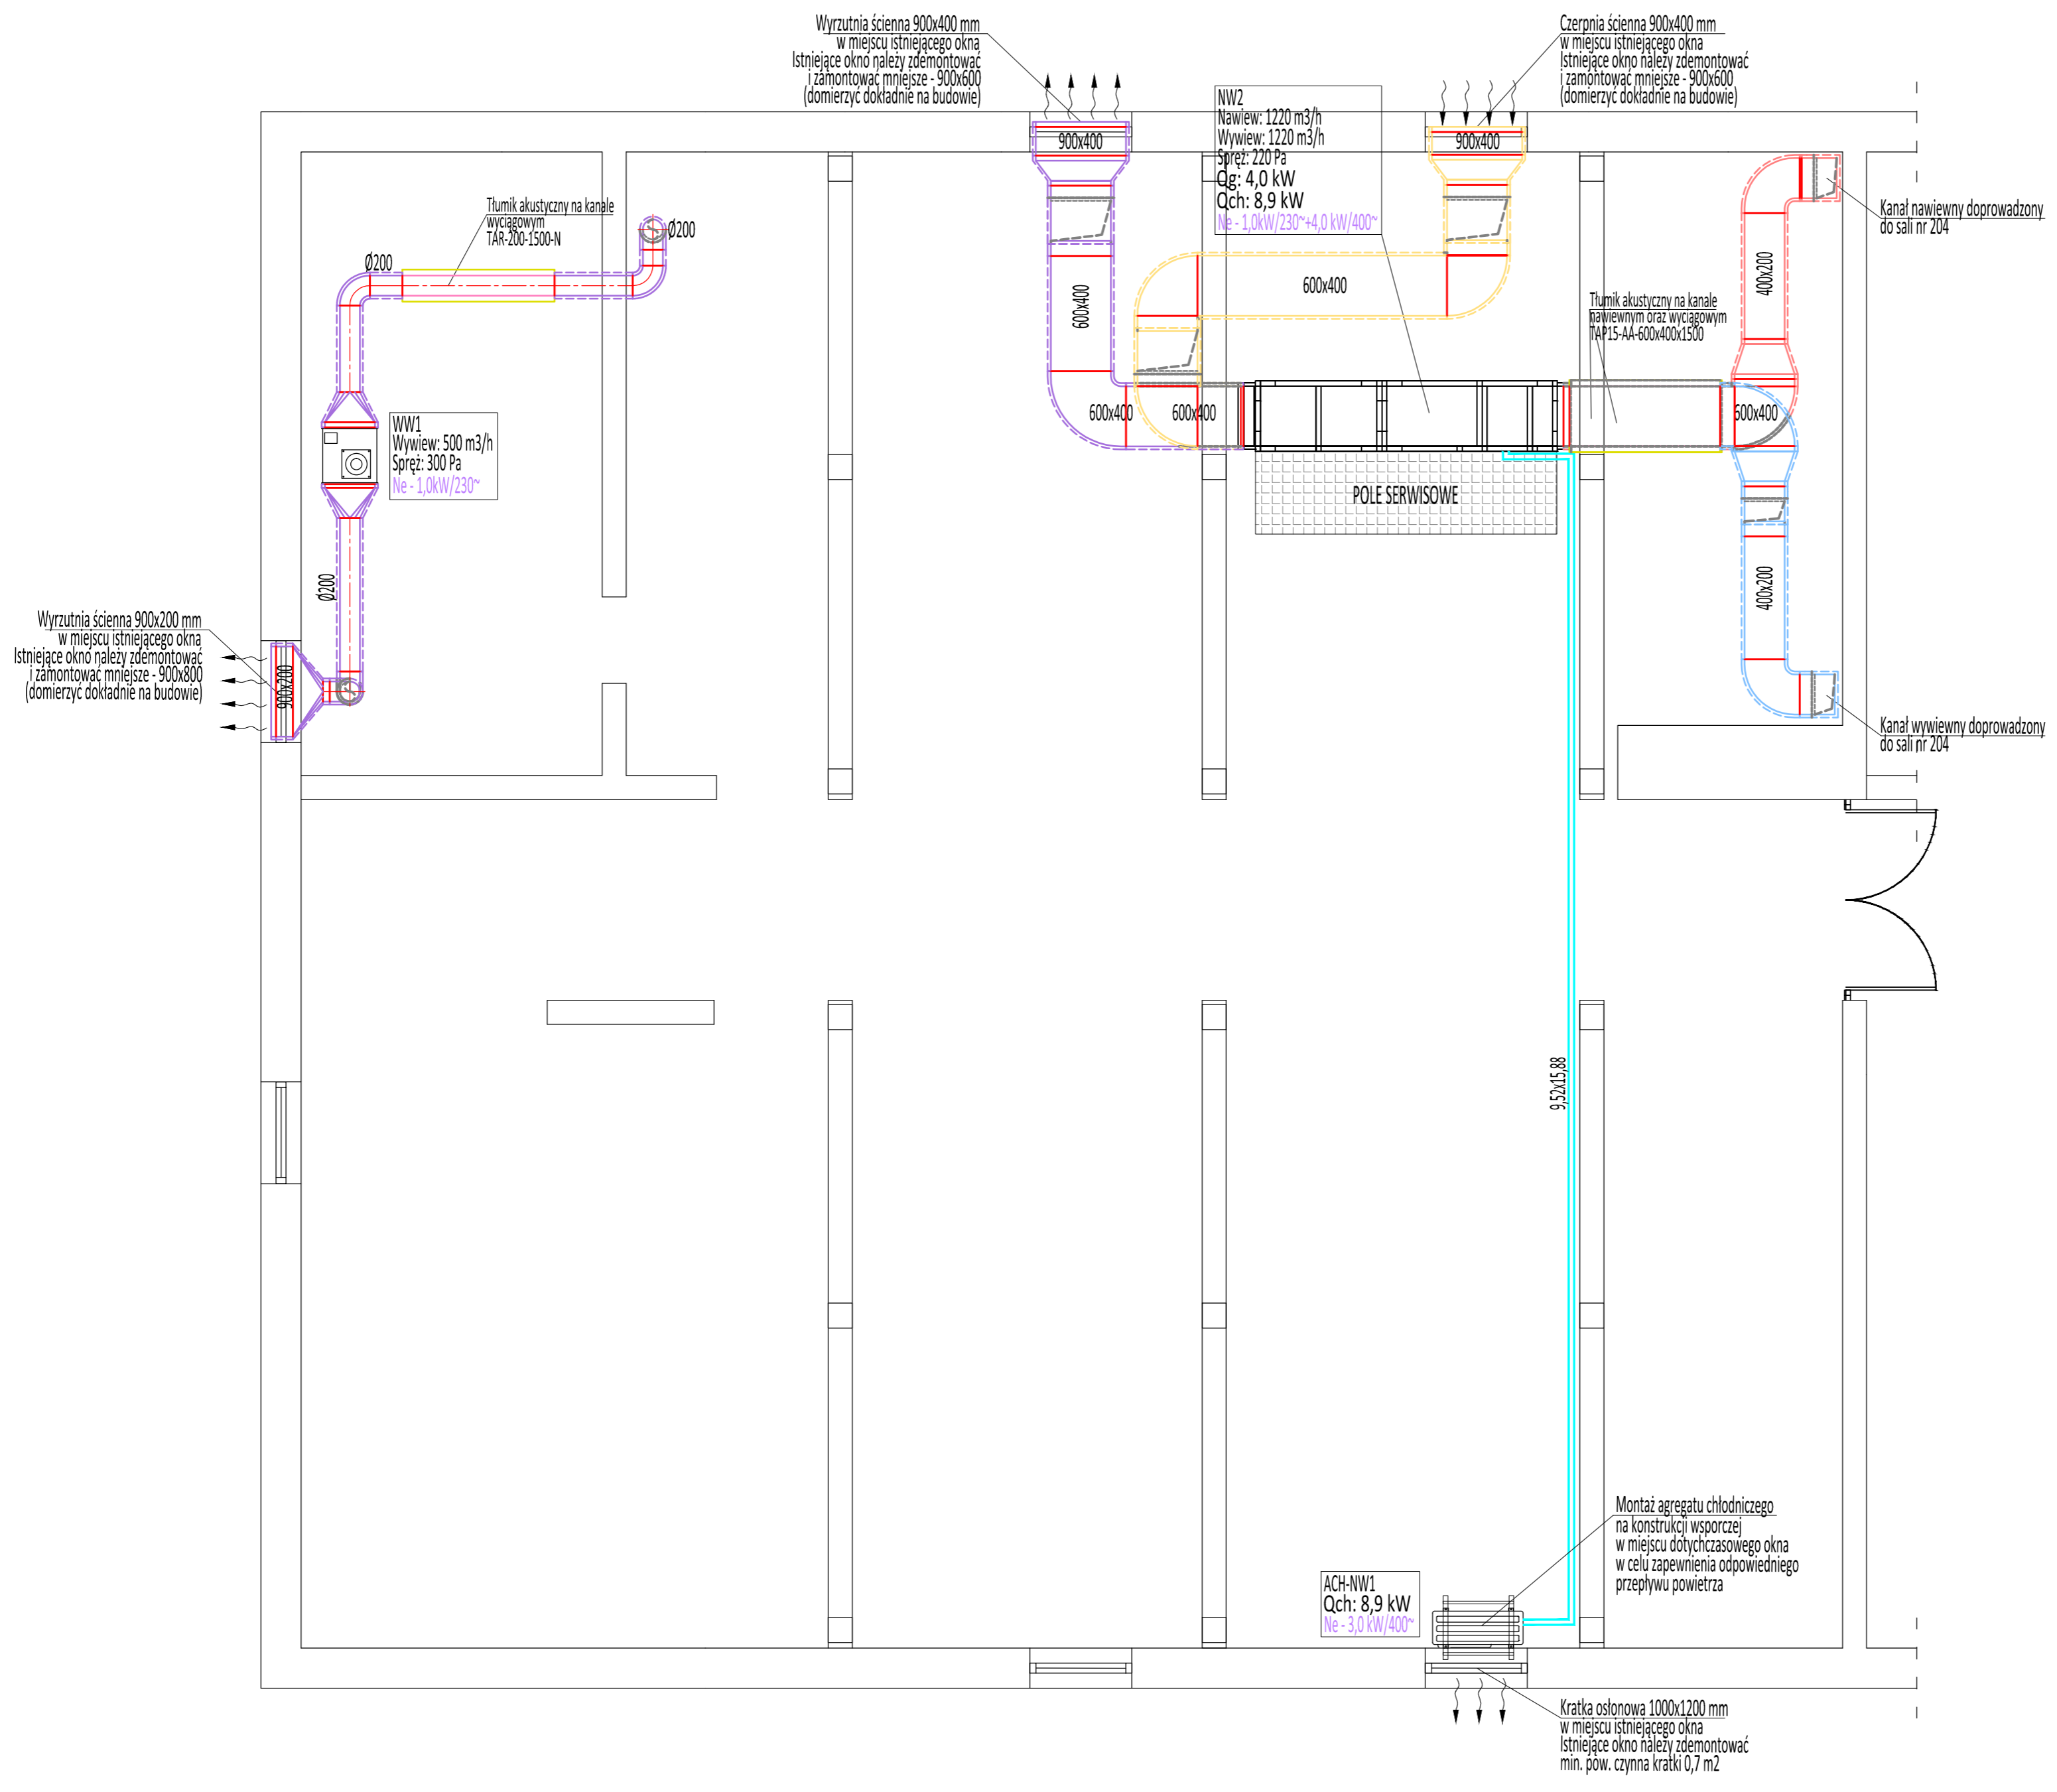 Wyrzutnia ścienna 900x400 mm
w miejscu istniejącego okna
Istniejące okno należy zdemontować
i zamontować mniejsze - 900x600
(domierzyć dokładnie na budowie)
Czerpnia ścienna 900x400 mm
w miejscu istniejącego okna
Istniejące okno należy zdemontować
i zamontować mniejsze - 900x600
(domierzyć dokładnie na budowie)
NW2
Nawiew: 1220 m3/h
Wywiew: 1220 m3/h
Spręż: 220 Pa
Qg: 4,0 kW
Qch: 8,9 kW
Ne - 1,0kW/230~+4,0 kW/400~
900x400
900x400
Tłumik akustyczny na kanale
wyciągowym
TAR-200-1500-N
Ø200
Ø200
Kanał nawiewny doprowadzony
do sali nr 204
400x200
600x400
600x400
Tłumik akustyczny na kanale
nawiewnym oraz wyciągowym
TAP15-AA-600x400x1500
600x400
600x400
600x400
WW1
Wywiew: 500 m3/h
Spręż: 300 Pa
Ne - 1,0kW/230~
POLE SERWISOWE
Ø200
400x200
Wyrzutnia ścienna 900x200 mm
w miejscu istniejącego okna
Istniejące okno należy zdemontować
i zamontować mniejsze - 900x800
(domierzyć dokładnie na budowie)
900x200
Kanał wywiewny doprowadzony
do sali nr 204
9,52x15,88
Montaż agregatu chłodniczego
na konstrukcji wsporczej
w miejscu dotychczasowego okna
w celu zapewnienia odpowiedniego
przepływu powietrza
ACH-NW1
Qch: 8,9 kW
Ne - 3,0 kW/400~
Kratka osłonowa 1000x1200 mm
w miejscu istniejącego okna
Istniejące okno należy zdemontować
min. pow. czynna kratki 0,7 m2